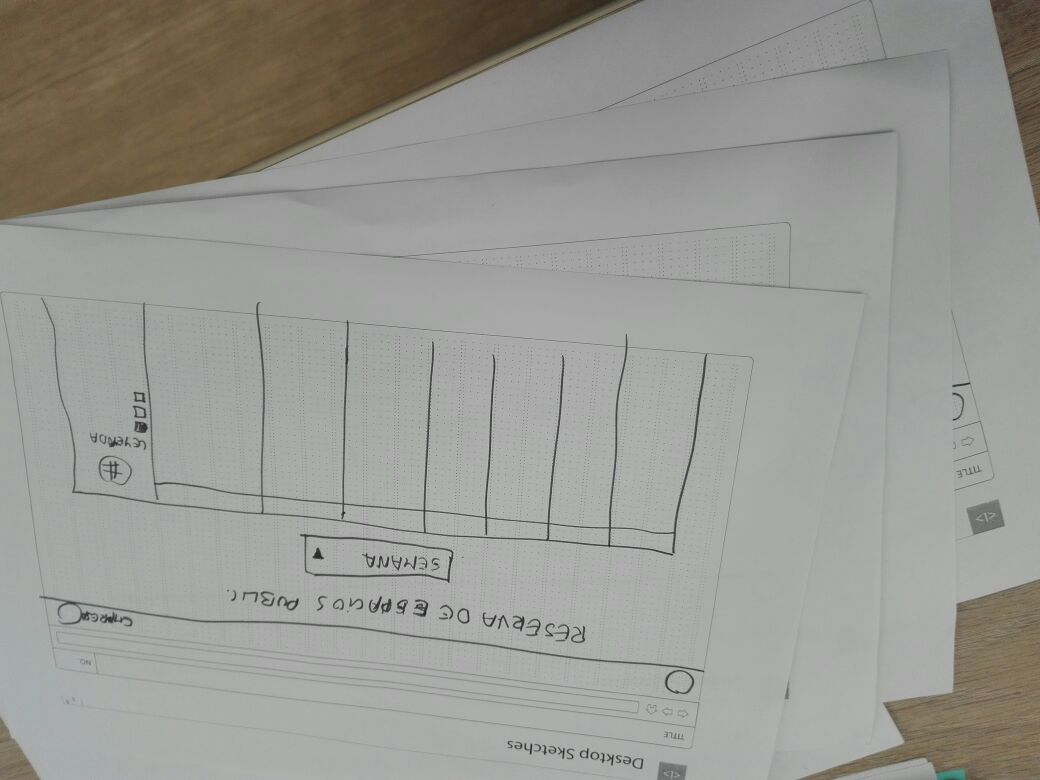 </>
Desktop Sketches
TITLE
NO.
EMPRESA
RESERVA DE ESPACIOS PUBLIC.
SEMANA
#
LEYENDA
</>
TITLE